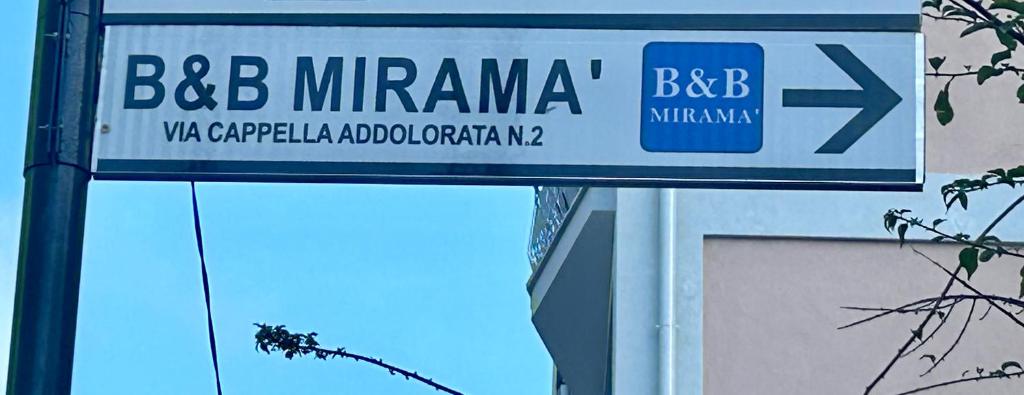 B&B MIRAMA'
VIA CAPPELLA ADDOLORATA N.2
B&B
MIRAMA'